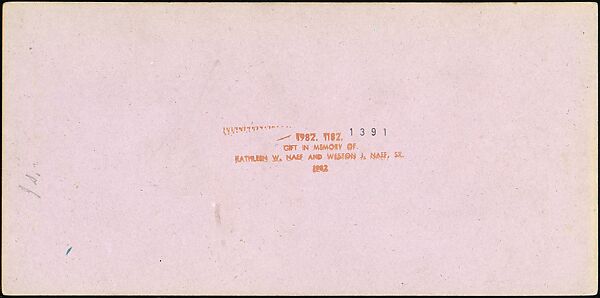 1982. 1182. 1391
GIFT IN MEMORY OF
KATHLEEN W. NAEF AND WESTON J. NAEF, SR.
1982